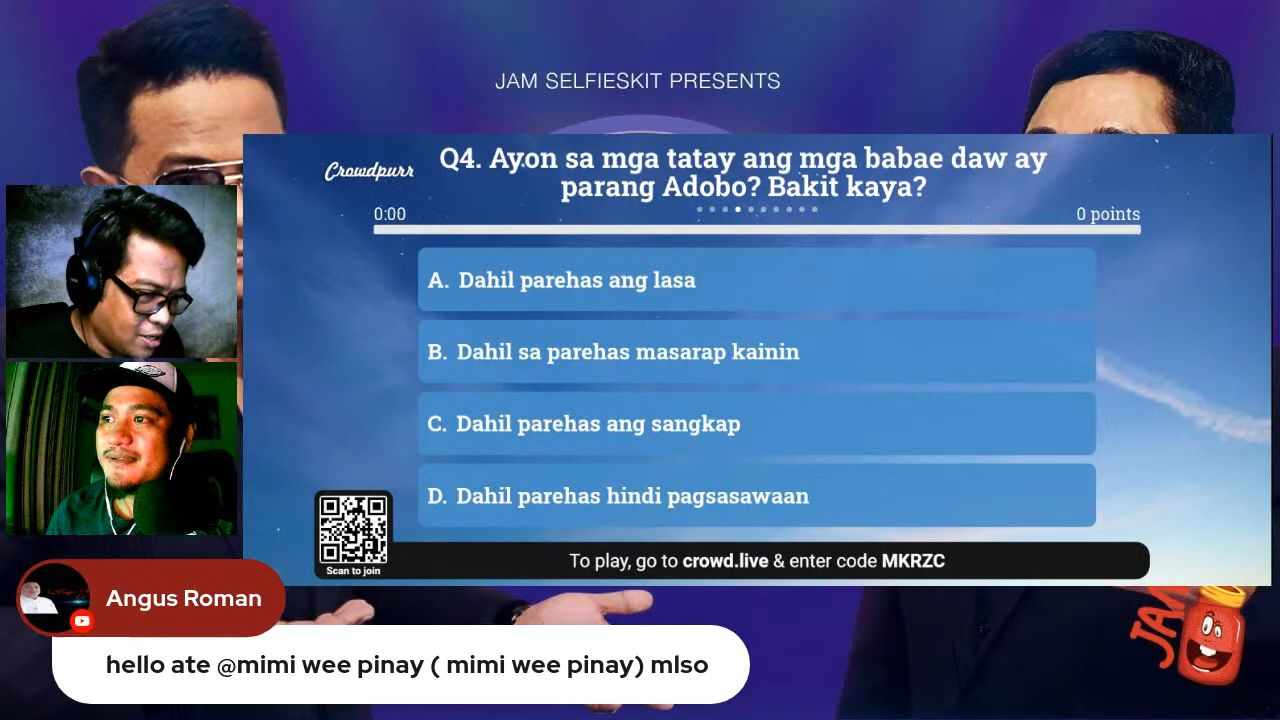 JAM SELFIESKIT PRESENTS
Crowdpurr
Q4. Ayon sa mga tatay ang mga babae daw ay
parang Adobo? Bakit kaya?
0:00
0 points
A. Dahil parehas ang lasa
B. Dahil sa parehas masarap kainin
C. Dahil parehas ang sangkap
D. Dahil parehas hindi pagsasawaan
Scan to join
To play, go to crowd.live & enter code MKRZC
Angus Roman
hello ate @mimi wee pinay ( mimi wee pinay) mlso
JAM